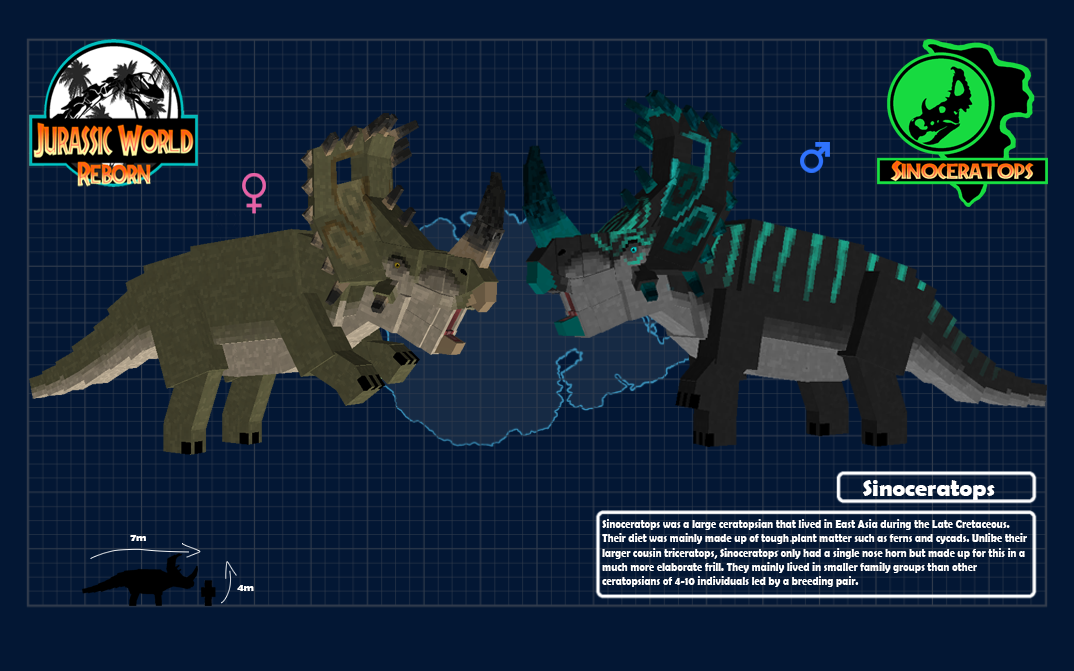 JURASSIC WORLD
REBORN
SINOCERATOPS
Sinoceratops
Sinoceratops was a large ceratopsian that lived in East Asia during the Late Cretaceous.
Their diet was mainly made up of tough plant matter such as ferns and cycads. Unlike their
larger cousin triceratops, Sinoceratops only had a single nose horn but made up for this in a
much more elaborate frill. They mainly lived in smaller family groups than other
ceratopsians of 4-10 individuals led by a breeding pair.
7m
4m